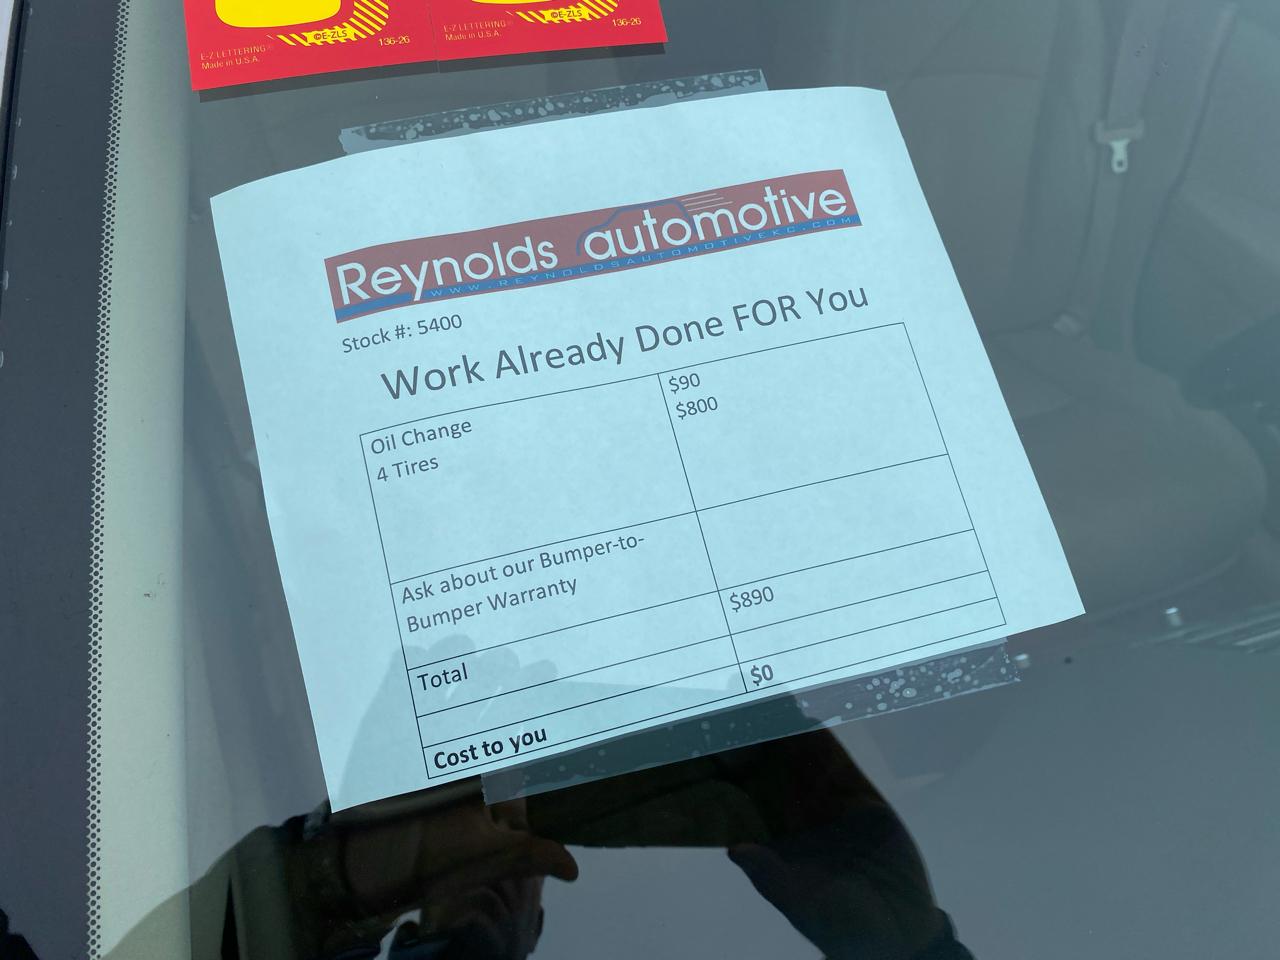 ©E-ZLS
E-Z LETTERING®
Made in U.S.A.
136-26
©E-ZLS
E-Z LETTERING®
Made in U.S.A.
136-26
Reynolds automotive
WWW.REYNOLDSAUTOMOTIVEKC.COM
Stock #: 5400
Work Already Done FOR You
Oil Change $90
4 Tires $800
Ask about our Bumper-to-
Bumper Warranty
Total $890
Cost to you $0